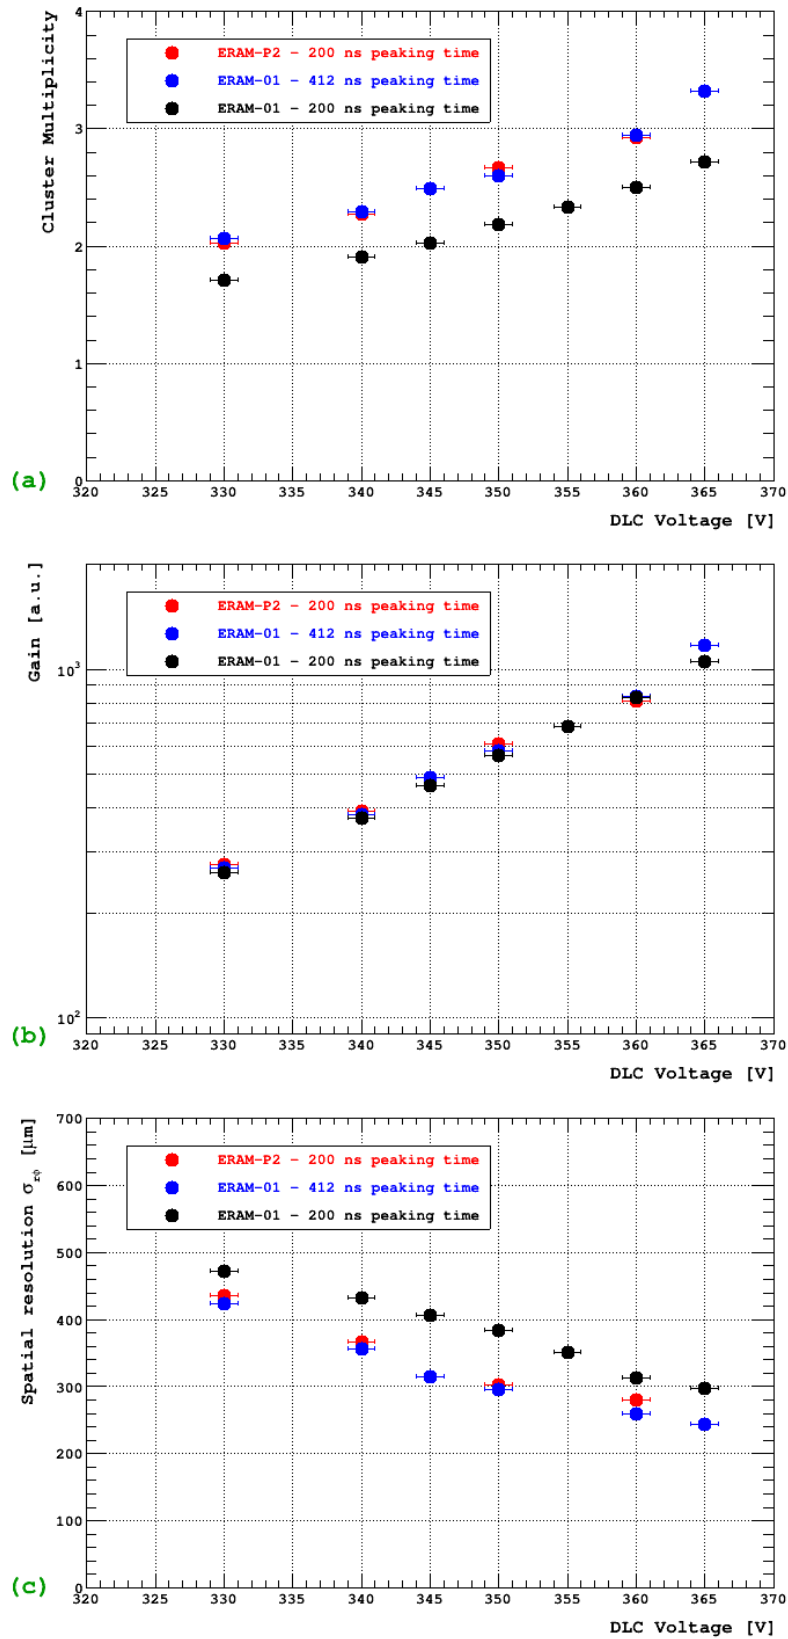 4
3
2
1
0
Cluster Multiplicity
ERAM-P2 - 200 ns peaking time
ERAM-01 - 412 ns peaking time
ERAM-01 - 200 ns peaking time
(a)
320 325 330 335 340 345 350 355 360 365 370
DLC Voltage [V]
Gain [a.u.]
10³
10²
ERAM-P2 - 200 ns peaking time
ERAM-01 - 412 ns peaking time
ERAM-01 - 200 ns peaking time
(b)
320 325 330 335 340 345 350 355 360 365 370
DLC Voltage [V]
Spatial resolution σrϕ [µm]
700
600
500
400
300
200
100
0
ERAM-P2 - 200 ns peaking time
ERAM-01 - 412 ns peaking time
ERAM-01 - 200 ns peaking time
(c)
320 325 330 335 340 345 350 355 360 365 370
DLC Voltage [V]